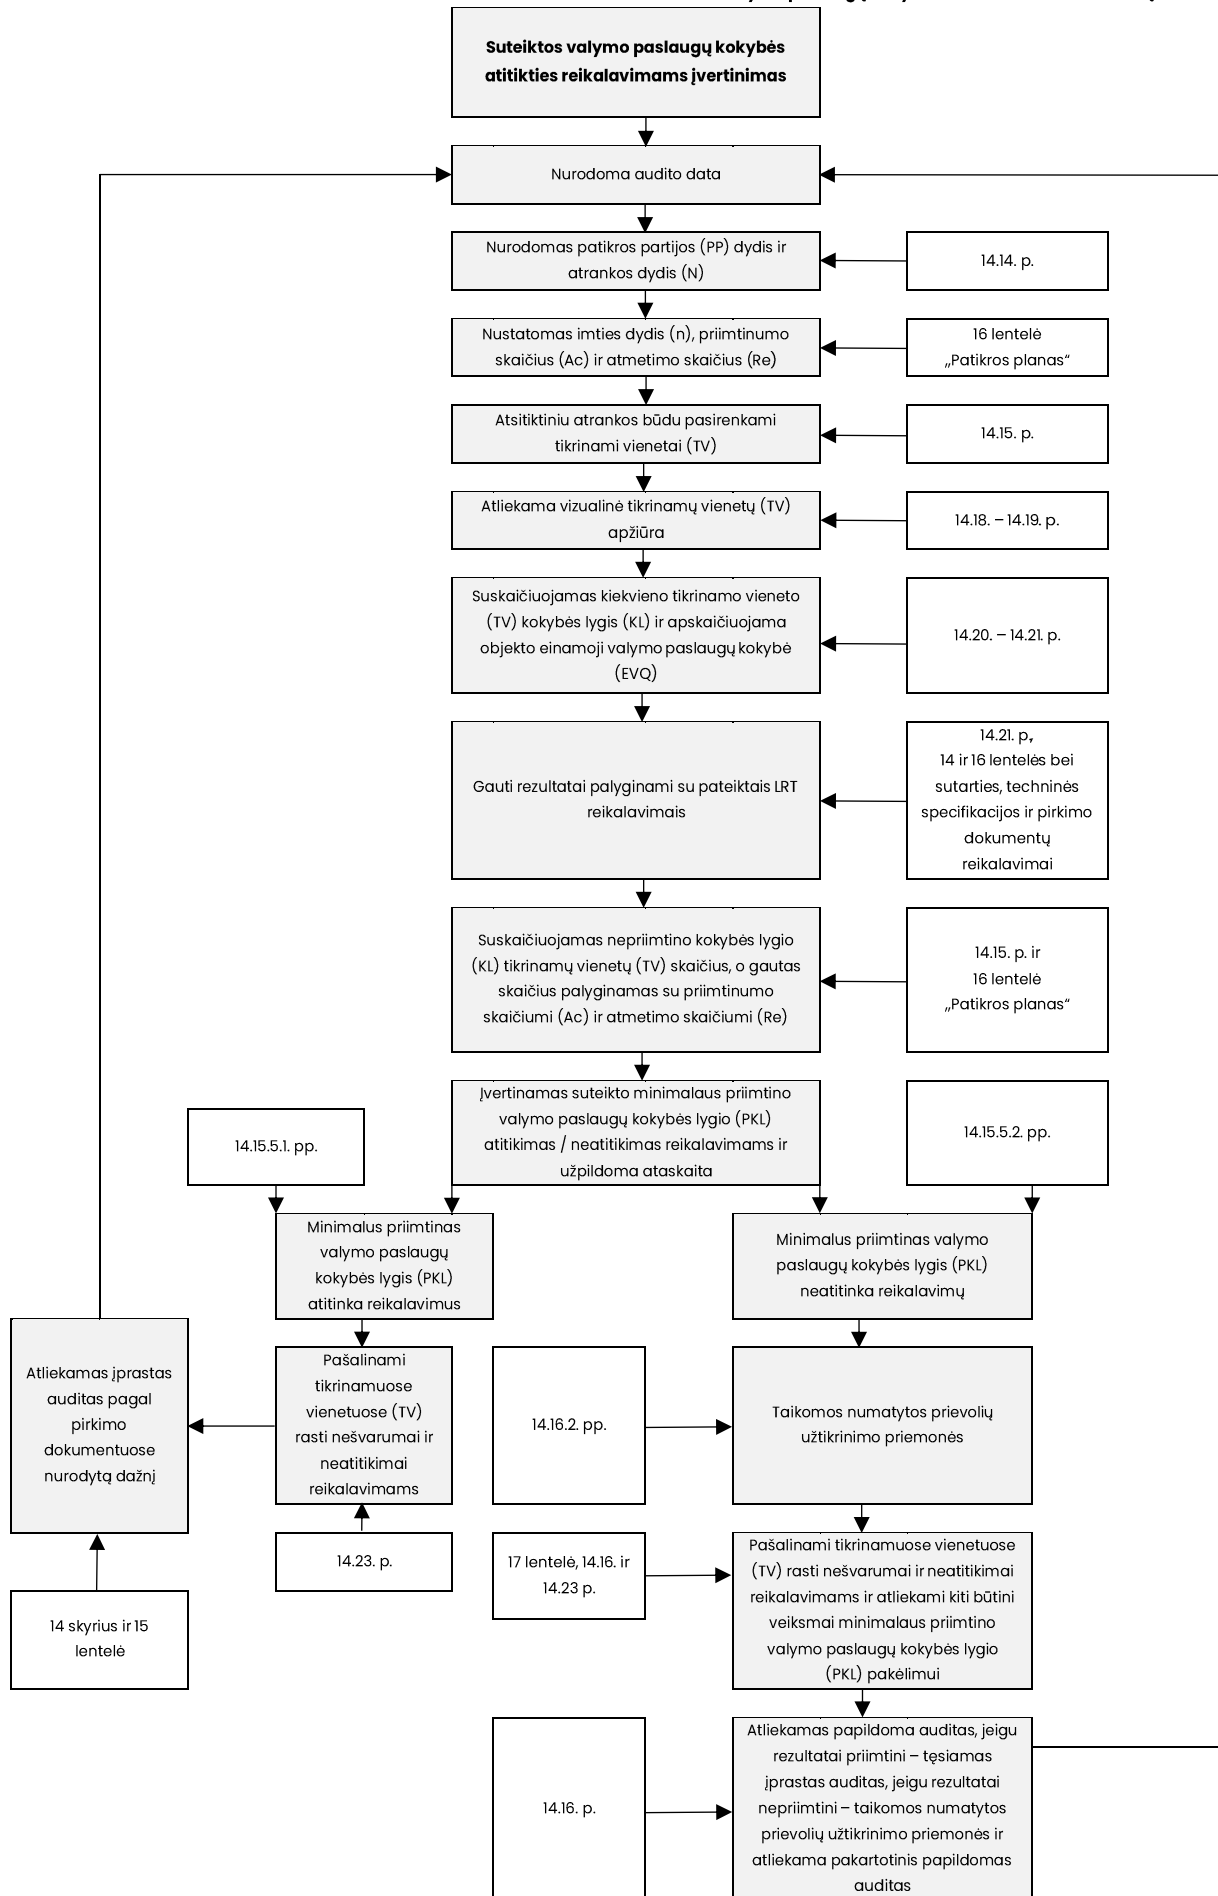 Suteiktos valymo paslaugų kokybės
atitikties reikalavimams įvertinimas
Nurodoma audito data
Nurodomas patikros partijos (PP) dydis ir
atrankos dydis (N)
14.14. p.
Nustatomas imties dydis (n), priimtinumo
skaičius (Ac) ir atmetimo skaičius (Re)
16 lentelė
„Patikros planas“
Atsitiktiniu atrankos būdu pasirenkami
tikrinami vienetai (TV)
14.15. p.
Atliekama vizualinė tikrinamų vienetų (TV)
apžiūra
14.18. – 14.19. p.
Suskaičiuojamas kiekvieno tikrinamo vieneto
(TV) kokybės lygis (KL) ir apskaičiuojama
objekto einamoji valymo paslaugų kokybė
(EVQ)
14.20. – 14.21. p.
Gauti rezultatai palyginami su pateiktais LRT
reikalavimais
14.21. p.,
14 ir 16 lentelės bei
sutarties, techninės
specifikacijos ir pirkimo
dokumentų
reikalavimai
Suskaičiuojamas nepriimtino kokybės lygio
(KL) tikrinamų vienetų (TV) skaičius, o gautas
skaičius palyginamas su priimtinumo
skaičiumi (Ac) ir atmetimo skaičiumi (Re)
14.15. p. ir
16 lentelė
„Patikros planas“
Įvertinamas suteikto minimalaus priimtino
valymo paslaugų kokybės lygio (PKL)
atitikimas / neatitikimas reikalavimams ir
užpildoma ataskaita
14.15.5.1. pp.
14.15.5.2. pp.
Minimalus priimtinas
valymo paslaugų
kokybės lygis (PKL)
atitinka reikalavimus
Minimalus priimtinas valymo
paslaugų kokybės lygis (PKL)
neatitinka reikalavimų
Atliekamas įprastas
auditas pagal
pirkimo
dokumentuose
nurodytą dažnį
Pašalinami
tikrinamuose
vienetuose (TV)
rasti nešvarumai ir
neatitikimai
reikalavimams
14.16.2. pp.
Taikomos numatytos prievolių
užtikrinimo priemonės
14.23. p.
17 lentelė, 14.16. ir
14.23 p.
Pašalinami tikrinamuose vienetuose
(TV) rasti nešvarumai ir neatitikimai
reikalavimams ir atliekami kiti būtini
veiksmai minimalaus priimtino
valymo paslaugų kokybės lygio
(PKL) pakėlimui
14 skyrius ir 15
lentelė
14.16. p.
Atliekamas papildoma auditas, jeigu
rezultatai priimtini – tęsiamas
įprastas auditas, jeigu rezultatai
nepriimtini – taikomos numatytos
prievolių užtikrinimo priemonės ir
atliekama pakartotinis papildomas
auditas